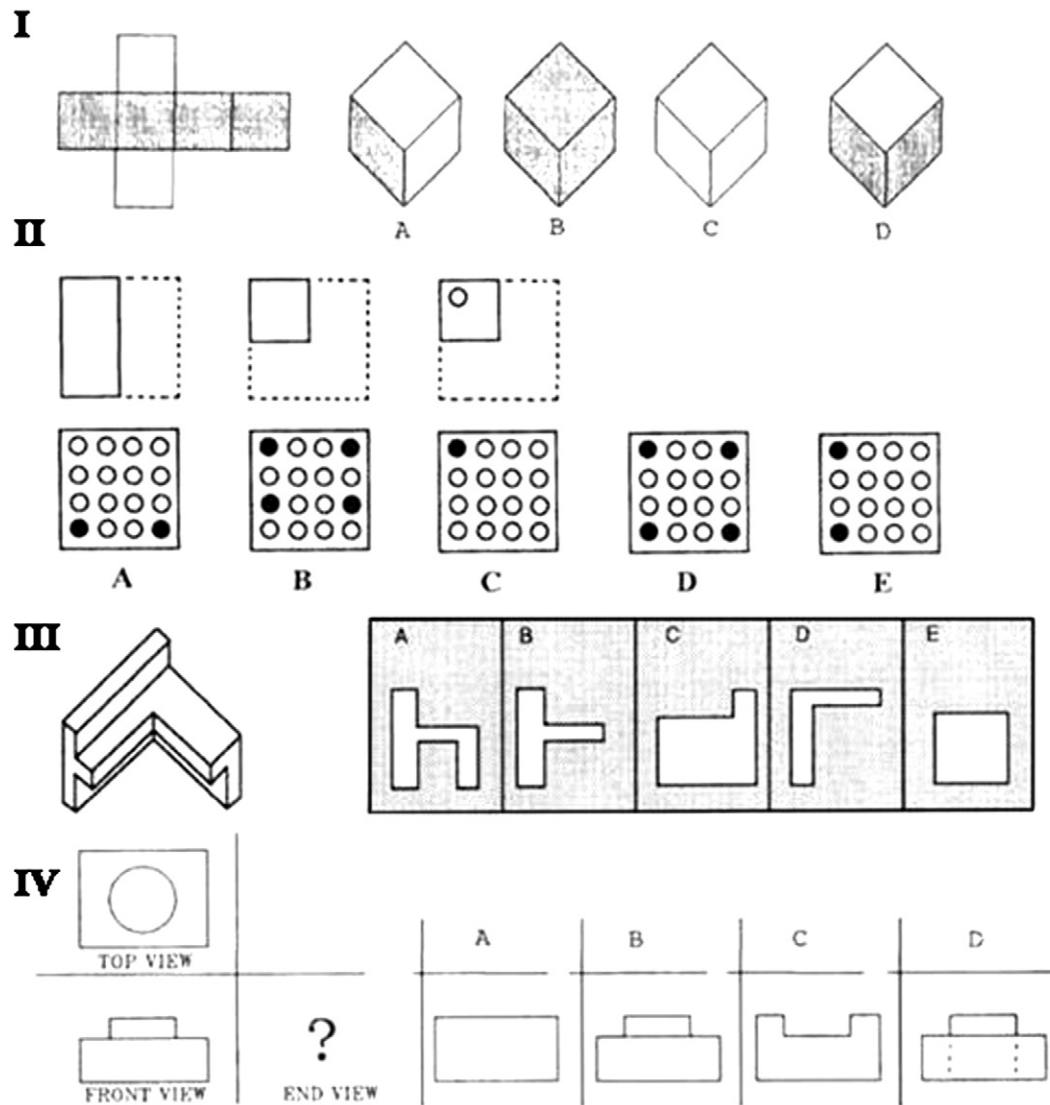 I
A B C D
II
A B C D E
III
A B C D E
IV
TOP VIEW
A B C D
?
FRONT VIEW END VIEW